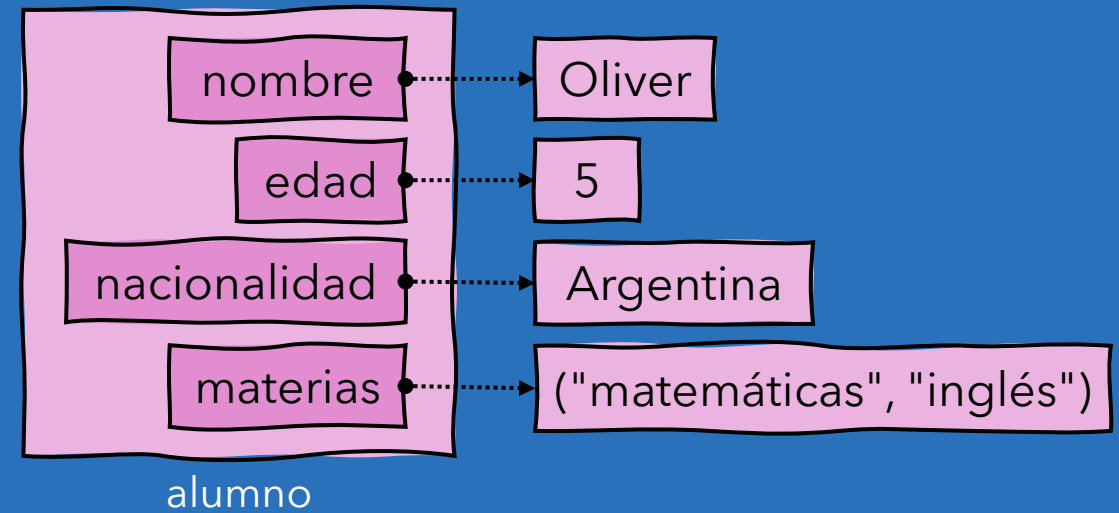 nombre Oliver
edad 5
nacionalidad Argentina
materias ("matemáticas", "inglés")
alumno